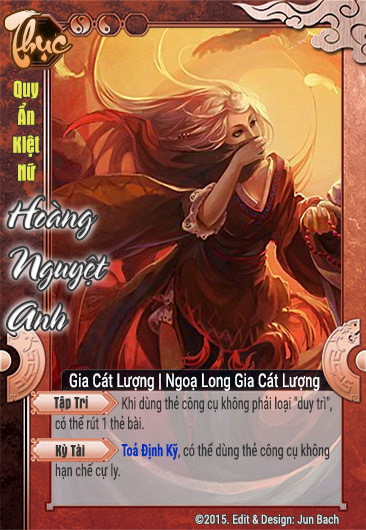 Thục
Quy
Ẩn
Kiệt
Nữ
Hoàng
Nguyệt
Anh
Gia Cát Lượng | Ngoạ Long Gia Cát Lượng
Tập Trí Khi dùng thẻ công cụ không phải loại "duy trì",
có thể rút 1 thẻ bài.
Kỳ Tài Toả Định Kỹ, có thể dùng thẻ công cụ không
hạn chế cự ly.
©2015. Edit & Design: Jun Bach